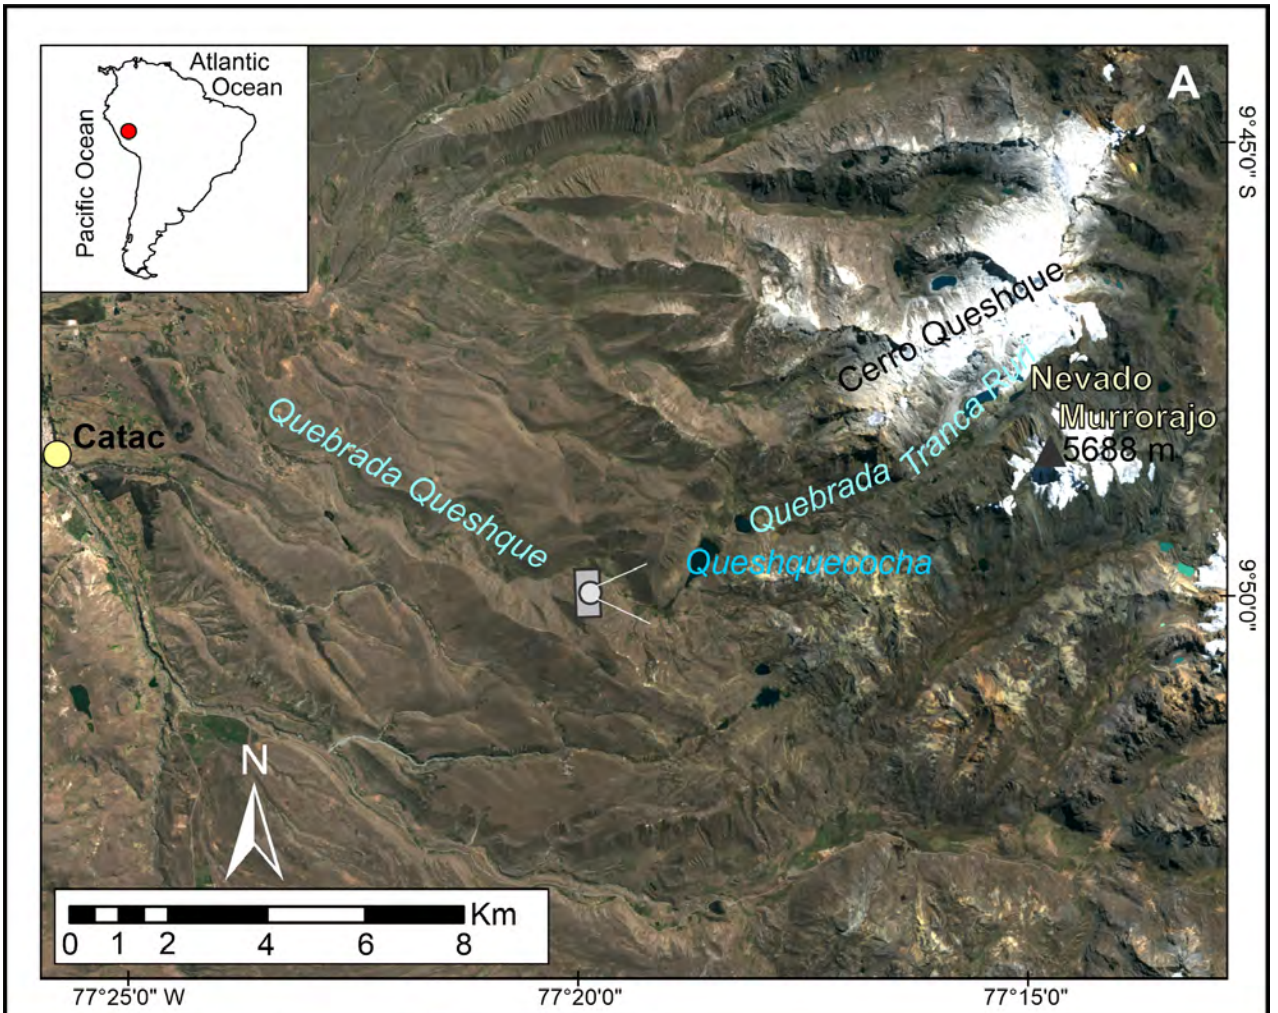 Atlantic
Ocean
Pacific Ocean
A
9°45'0" S
Cerro Queshque
Quebrada Tranca Run
Nevado
Murrorajo
5688 m
Catac
Quebrada Queshque
Queshquecocha
9°50'0"
N
Km
0 1 2 4 6 8
77°25'0" W
77°20'0"
77°15'0"